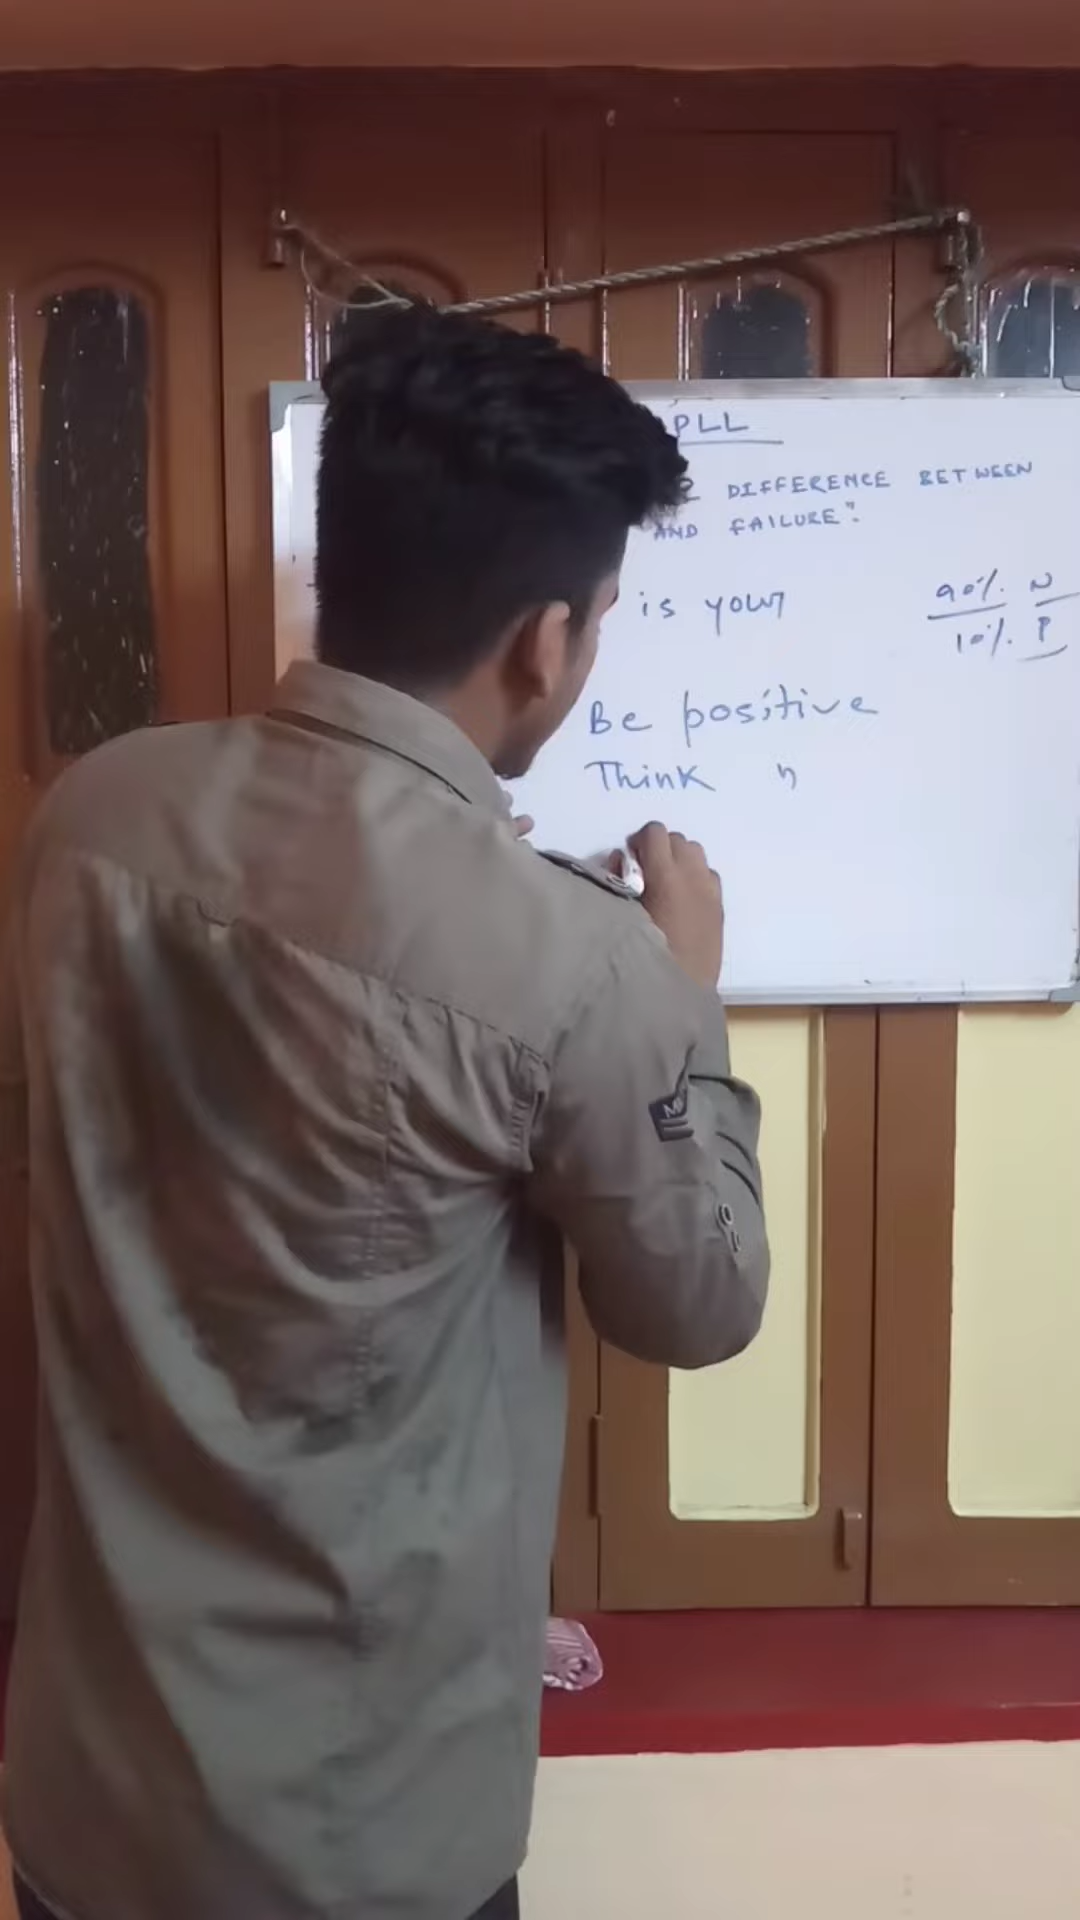 PLL
DIFFERENCE BETWEEN
AND FAILURE".
is your
90%. N
10%. P
Be positive
Think "